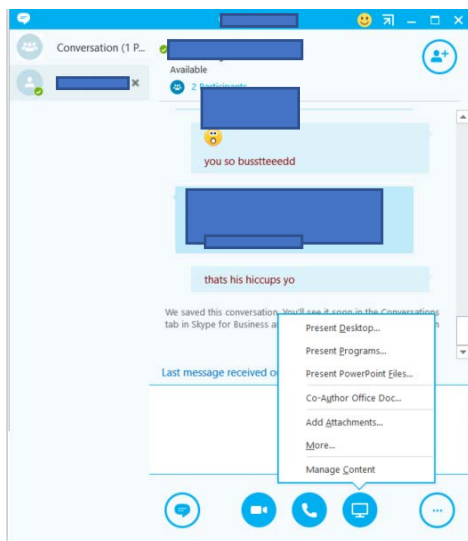 Conversation (1 P...
Available
2 Participants
you so busstteeedd
thats his hiccups yo
We saved this conversation. You'll see it soon in the Conversations
tab in Skype for Business a
Present Desktop...
Present Programs...
Present PowerPoint Files...
Co-Author Office Doc...
Add Attachments...
More...
Manage Content
Last message received o